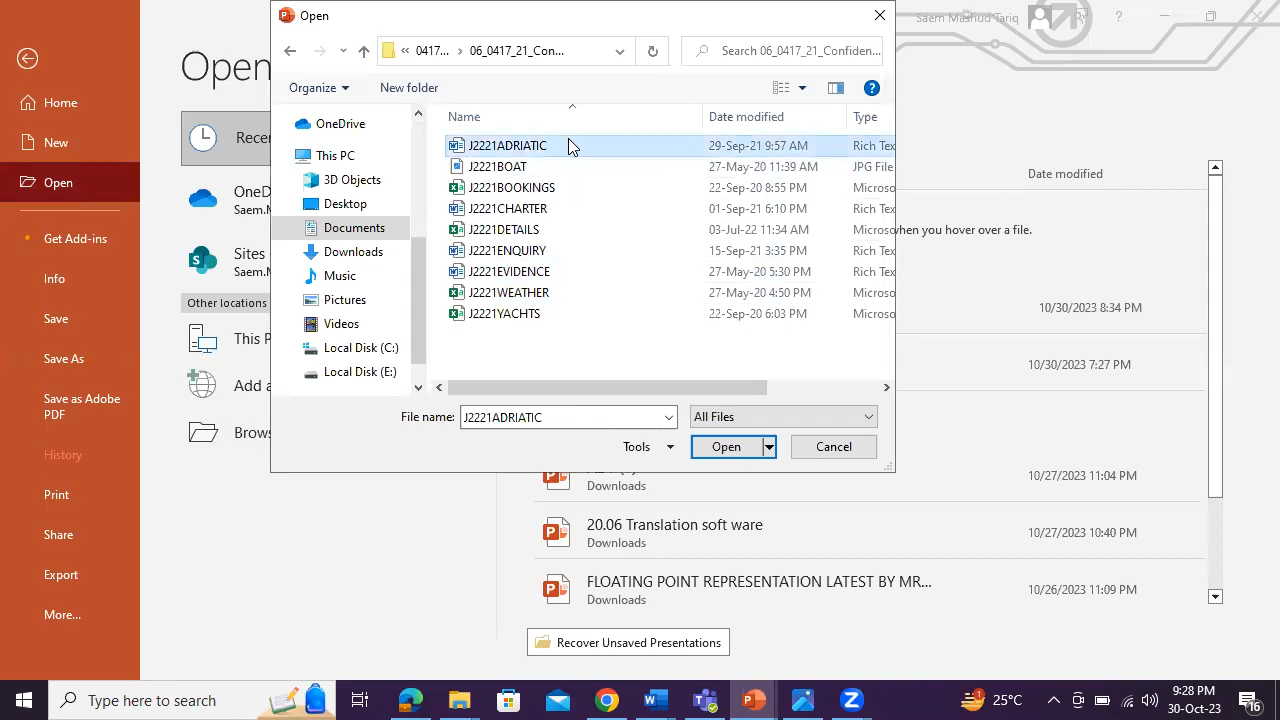 Open
Saem Mashud Tariq
?
0417... > 06_0417_21_Con...
Search 06_0417_21_Confiden...
Organize
New folder
Open
Home
New
Open
Get Add-ins
Info
Save
Save As
Save as Adobe
PDF
History
Print
Share
Export
More...
Rece
OneD
Saem.M
Sites -
Saem.M
Other locations
This P
Add a
Brows
OneDrive
This PC
3D Objects
Desktop
Documents
Downloads
Music
Pictures
Videos
Local Disk (C:)
Local Disk (E:)
Name Date modified Type
J2221ADRIATIC 29-Sep-21 9:57 AM Rich Tex
J2221BOAT 27-May-20 11:39 AM JPG File
J2221BOOKINGS 22-Sep-20 8:55 PM Microso
J2221CHARTER 01-Sep-21 6:10 PM Rich Tex
J2221DETAILS 03-Jul-22 11:34 AM Microso
J2221ENQUIRY 15-Sep-21 3:35 PM Rich Tex
J2221EVIDENCE 27-May-20 5:30 PM Rich Tex
J2221WEATHER 27-May-20 4:50 PM Microso
J2221YACHTS 22-Sep-20 6:03 PM Microso
File name: J2221ADRIATIC All Files
Tools Open Cancel
Date modified
when you hover over a file.
10/30/2023 8:34 PM
10/30/2023 7:27 PM
Downloads
10/27/2023 11:04 PM
20.06 Translation soft ware
Downloads
10/27/2023 10:40 PM
FLOATING POINT REPRESENTATION LATEST BY MR...
Downloads
10/26/2023 11:09 PM
Recover Unsaved Presentations
Type here to search
25°C
9:28 PM
30-Oct-23
16